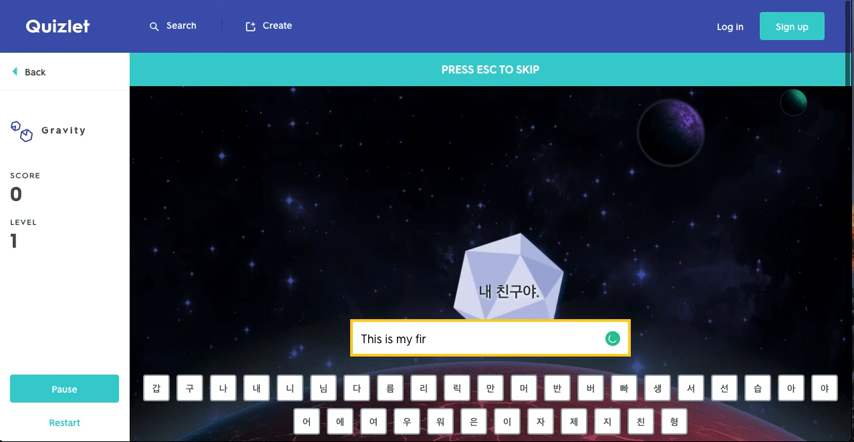 Quizlet
Search
Create
Log in
Sign up
Back
PRESS ESC TO SKIP
Gravity
SCORE
0
LEVEL
1
내 친구야.
This is my fir
Pause
Restart
갑 구 나 내 니 님 다 름 리 릭 만 머 반 버 빠 생 서 선 습 아 야
어 에 여 우 워 은 이 자 제 지 친 형